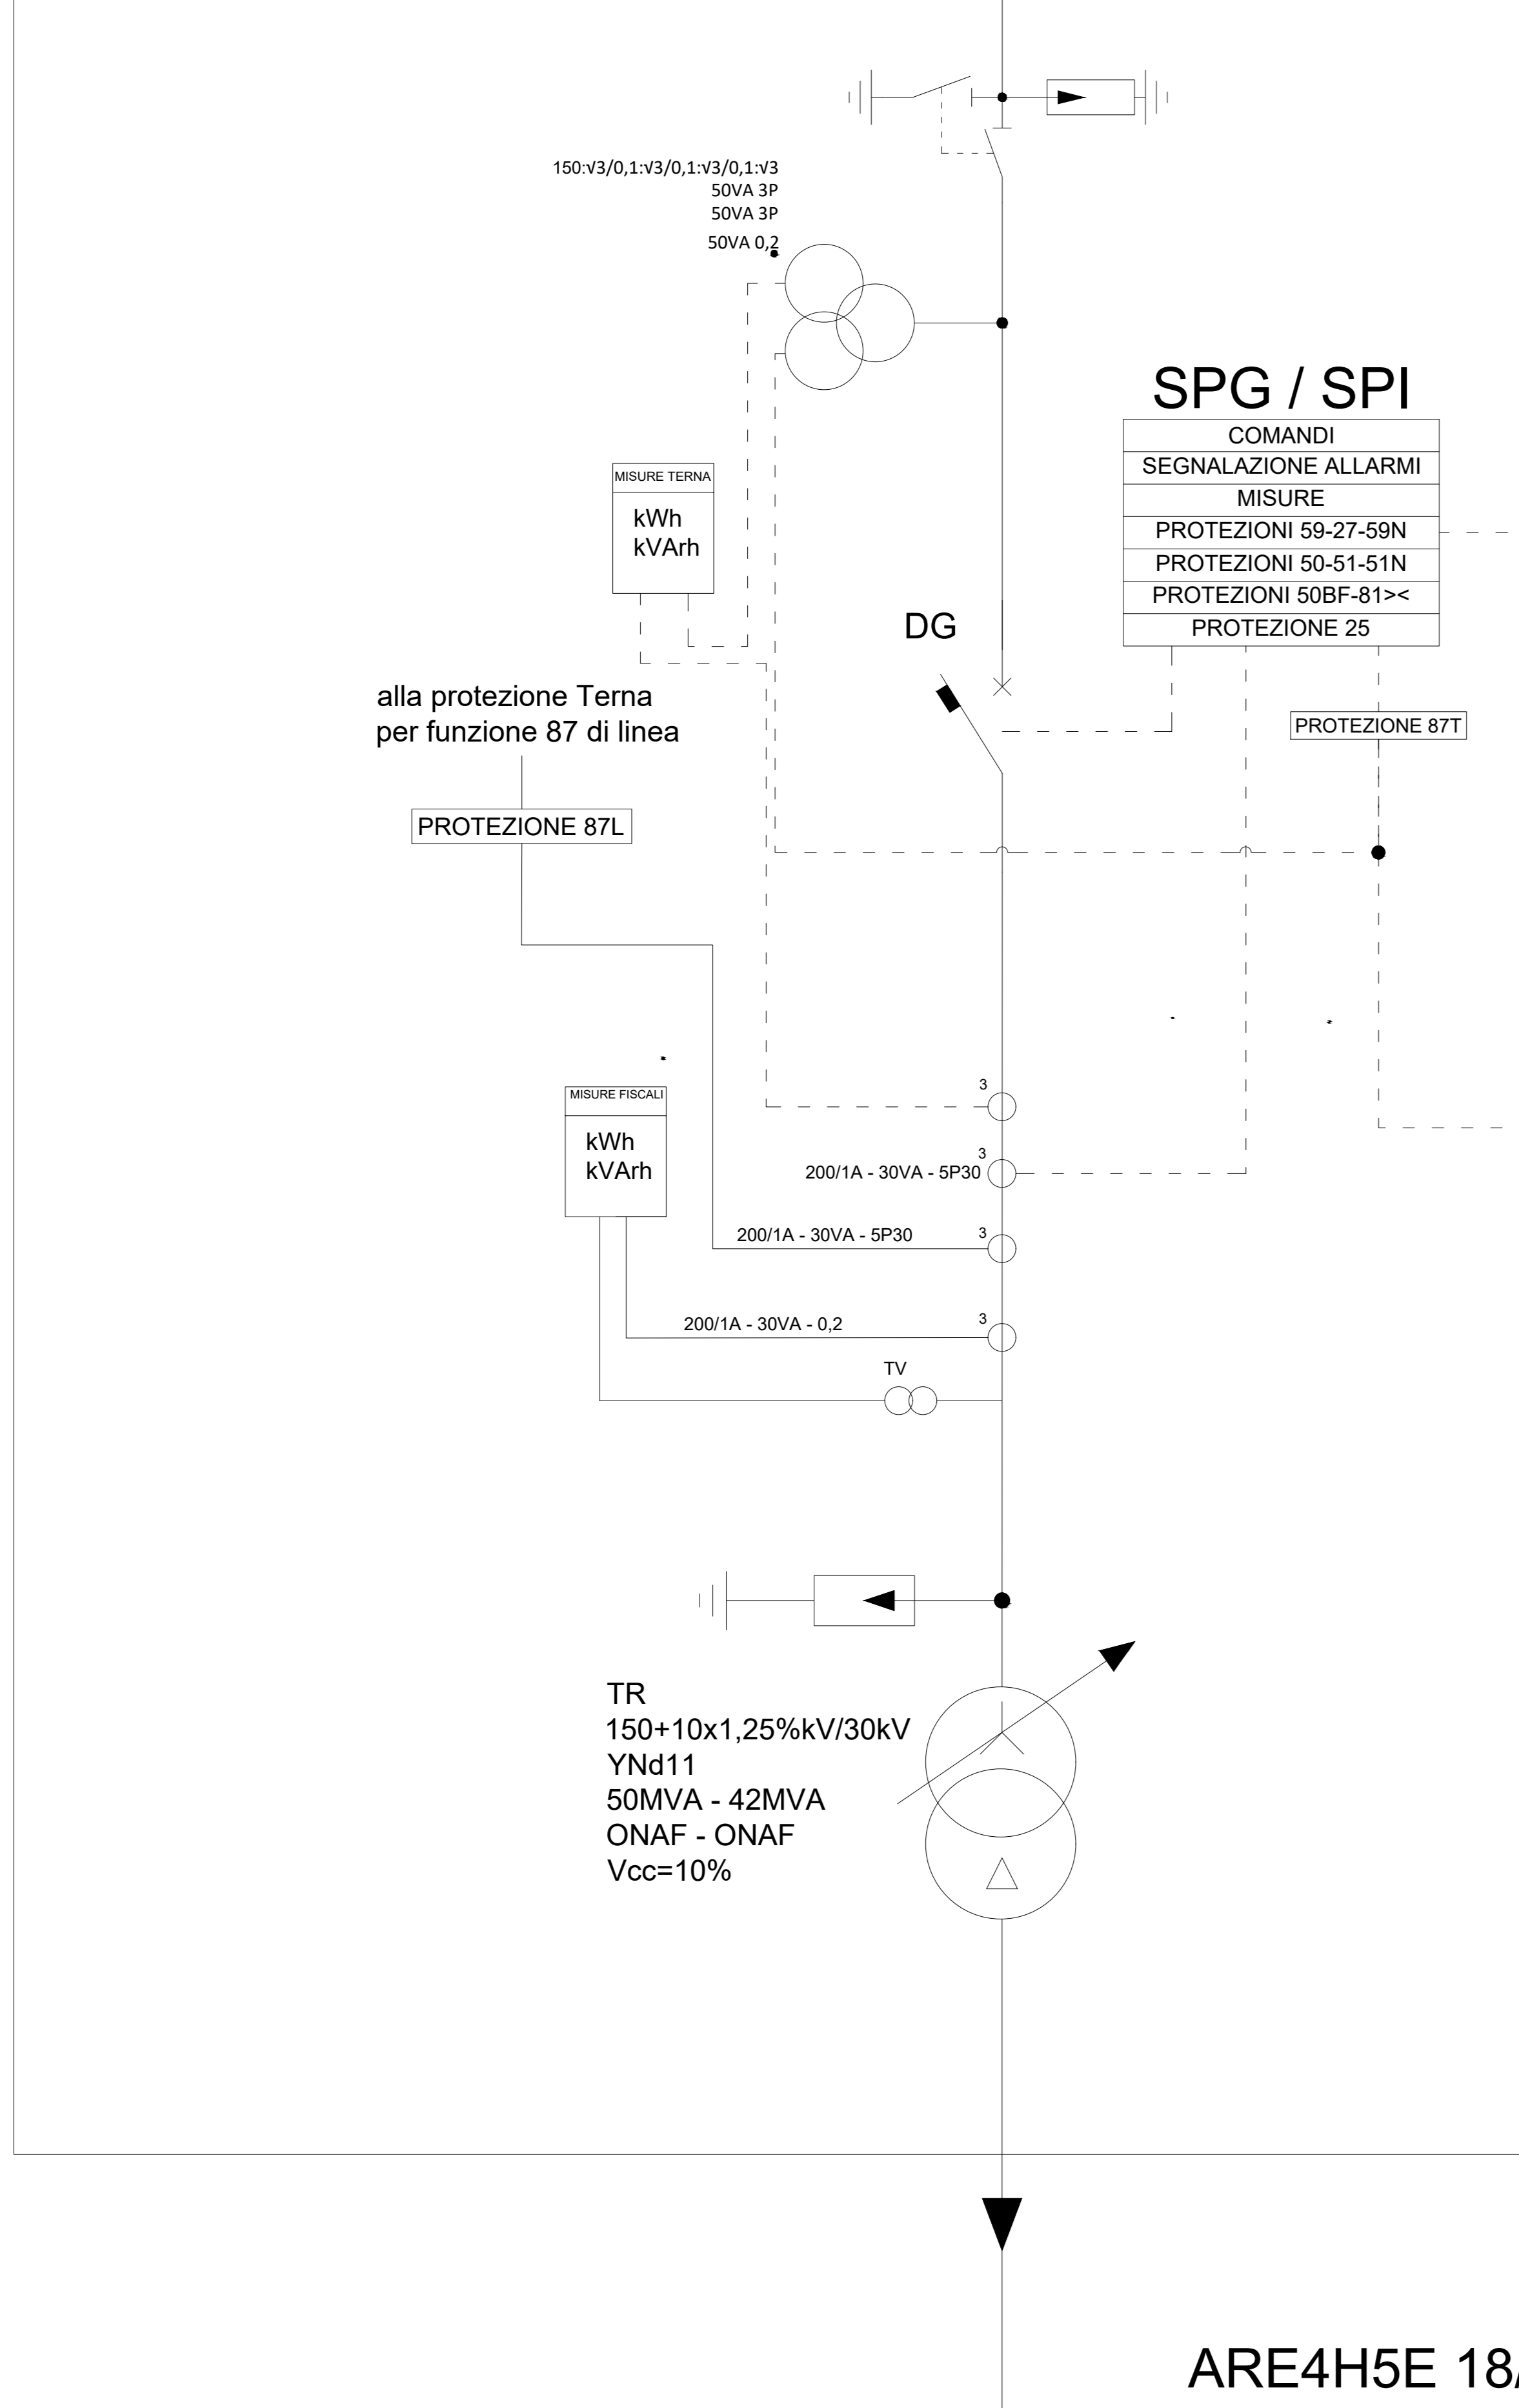 150:√3/0,1:√3/0,1:√3/0,1:√3
50VA 3P
50VA 3P
50VA 0,2
SPG / SPI
COMANDI
SEGNALAZIONE ALLARMI
MISURE
PROTEZIONI 59-27-59N
PROTEZIONI 50-51-51N
PROTEZIONI 50BF-81><
PROTEZIONE 25
MISURE TERNA
kWh
kVArh
DG
alla protezione Terna
per funzione 87 di linea
PROTEZIONE 87T
PROTEZIONE 87L
3
MISURE FISCALI
kWh
kVArh
3
200/1A - 30VA - 5P30
3
200/1A - 30VA - 5P30
3
200/1A - 30VA - 0,2
TV
TR
150+10x1,25%kV/30kV
YNd11
50MVA - 42MVA
ONAF - ONAF
Vcc=10%
ARE4H5E 18/